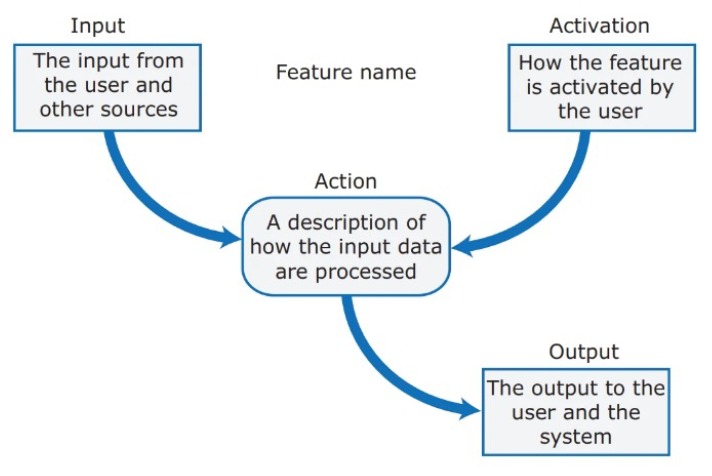 Input
The input from
the user and
other sources
Feature name
Activation
How the feature
is activated by
the user
Action
A description of
how the input data
are processed
Output
The output to the
user and the
system